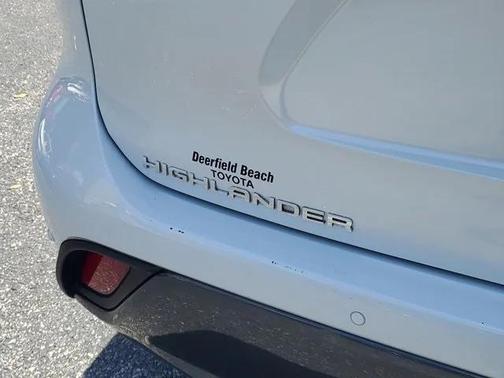 Deerfield Beach
TOYOTA
HIGHLANDER